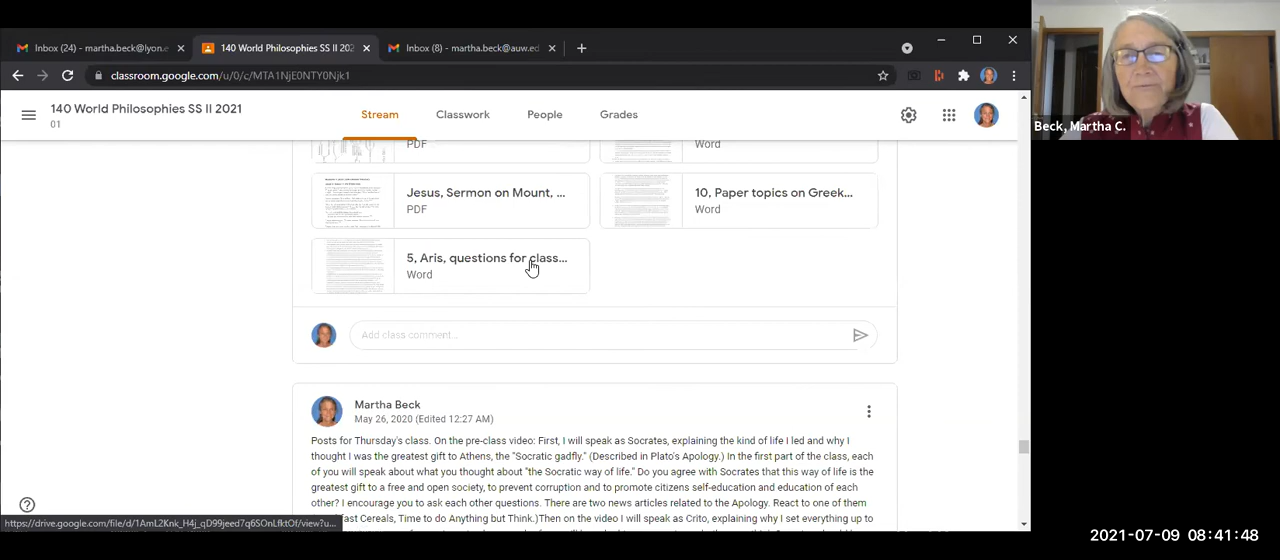 Inbox (24) - martha.beck@lyon.e
140 World Philosophies SS II 202
Inbox (8) - martha.beck@auw.ed
classroom.google.com/u/0/c/MTA1NjE0NTY0Njk1
140 World Philosophies SS II 2021
01
Stream
Classwork
People
Grades
PDF
Word
Jesus, Sermon on Mount, ...
PDF
10, Paper topics on Greek...
Word
5, Aris, questions for class...
Word
Add class comment...
Martha Beck
May 26, 2020 (Edited 12:27 AM)
Posts for Thursday's class. On the pre-class video: First, I will speak as Socrates, explaining the kind of life I led and why I
thought I was the greatest gift to Athens, the "Socratic gadfly." (Described in Plato's Apology.) In the first part of the class, each
of you will speak about what you thought about "the Socratic way of life." Do you agree with Socrates that this way of life is the
greatest gift to a free and open society, to prevent corruption and to promote citizens self-education and education of each
other? I encourage you to ask each other questions. There are two news articles related to the Apology. React to one of them
fast Cereals, Time to do Anything but Think.)Then on the video I will speak as Crito, explaining why I set everything up to
https://drive.google.com/file/d/1AmL2Knk_H4j_qD99jeed7q6SOnLfktOf/view?u...
Beck, Martha C.
2021-07-09 08:41:48